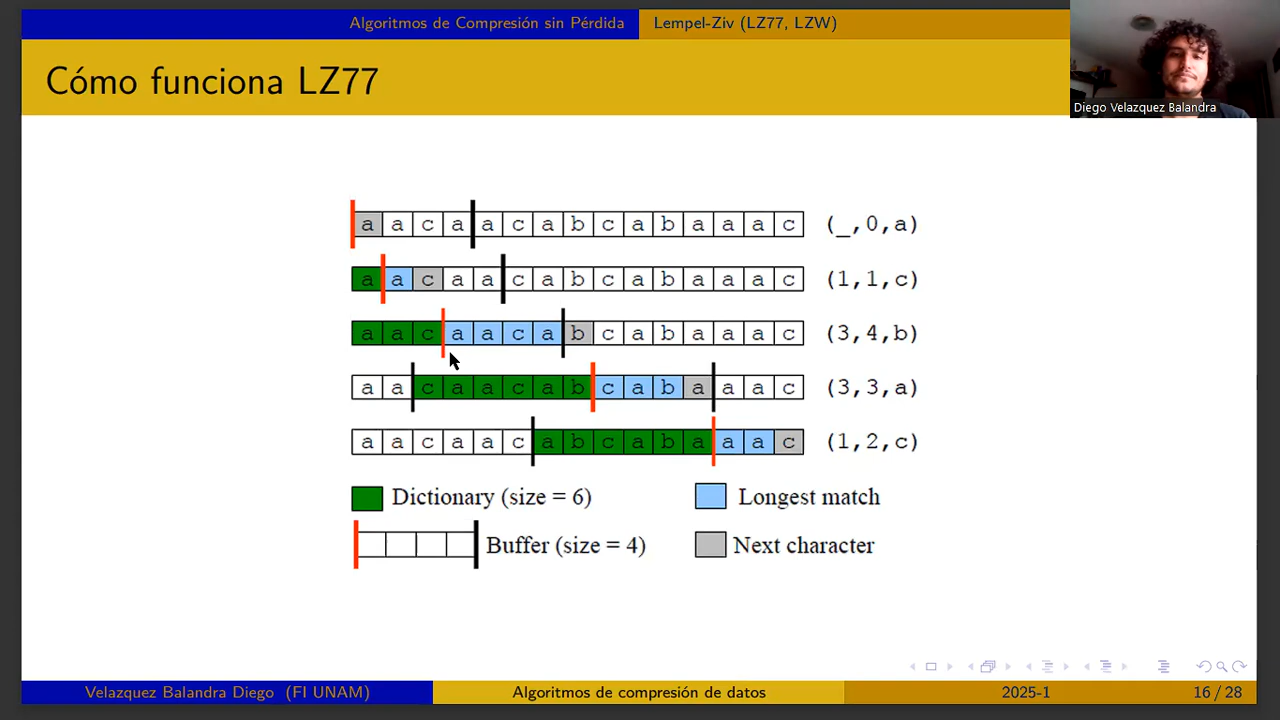 Algoritmos de Compresión sin Pérdida Lempel-Ziv (LZ77, LZW)
Cómo funciona LZ77
Diego Velazquez Balandra
a a c a a c a b c a b a a a c (_,0,a)
a a c a a c a b c a b a a a c (1,1,c)
a a c a a c a b c a b a a a c (3,4,b)
a a c a a c a b c a b a a a c (3,3,a)
a a c a a c a b c a b a a a c (1,2,c)
Dictionary (size = 6) Longest match
Buffer (size = 4) Next character
Velazquez Balandra Diego (FI UNAM) Algoritmos de compresión de datos 2025-1 16 / 28